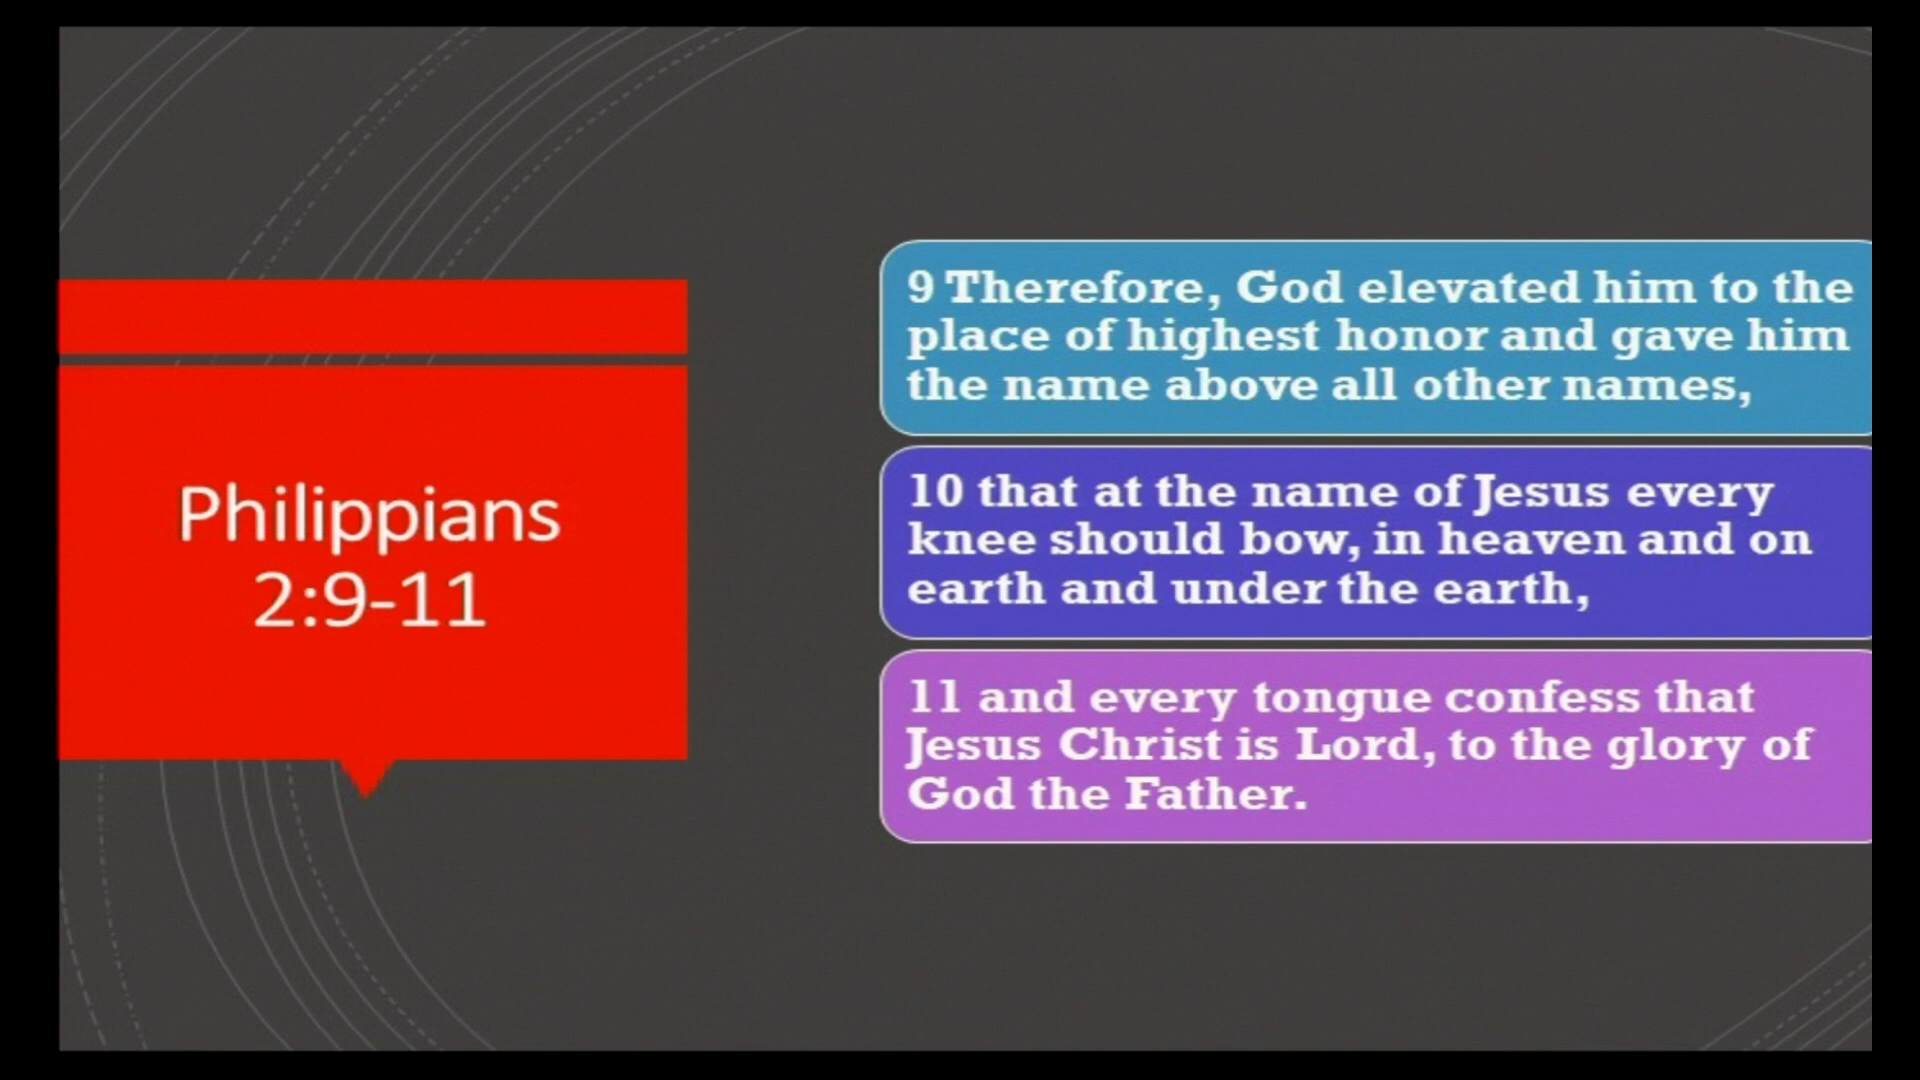 Philippians
2:9-11
9 Therefore, God elevated him to the
place of highest honor and gave him
the name above all other names,
10 that at the name of Jesus every
knee should bow, in heaven and on
earth and under the earth,
11 and every tongue confess that
Jesus Christ is Lord, to the glory of
God the Father.